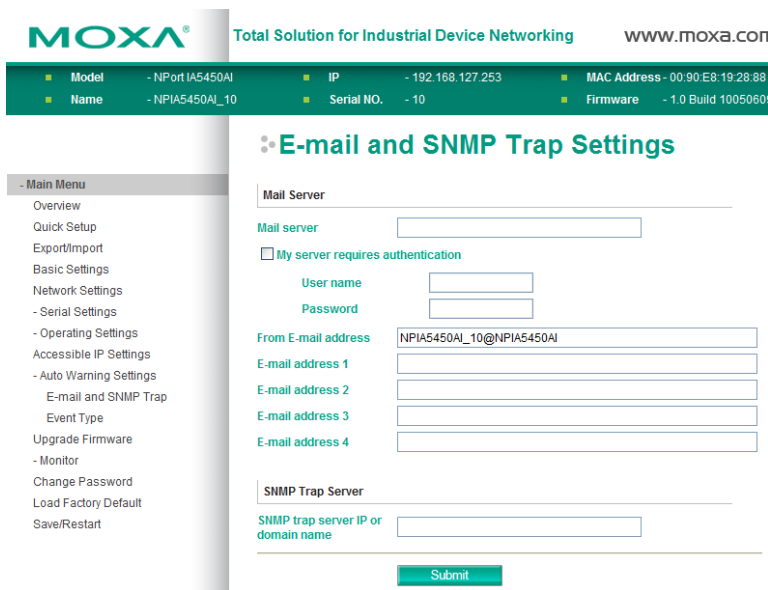 MOXA® Total Solution for Industrial Device Networking www.moxa.com
Model - NPort IA5450AI IP - 192.168.127.253 MAC Address - 00:90:E8:19:28:88
Name - NPIA5450AI_10 Serial NO. - 10 Firmware - 1.0 Build 10050609
E-mail and SNMP Trap Settings
- Main Menu
Overview
Quick Setup
Export/Import
Basic Settings
Network Settings
- Serial Settings
- Operating Settings
Accessible IP Settings
- Auto Warning Settings
E-mail and SNMP Trap
Event Type
Upgrade Firmware
- Monitor
Change Password
Load Factory Default
Save/Restart
Mail Server
Mail server
My server requires authentication
User name
Password
From E-mail address NPIA5450AI_10@NPIA5450AI
E-mail address 1
E-mail address 2
E-mail address 3
E-mail address 4
SNMP Trap Server
SNMP trap server IP or
domain name
Submit